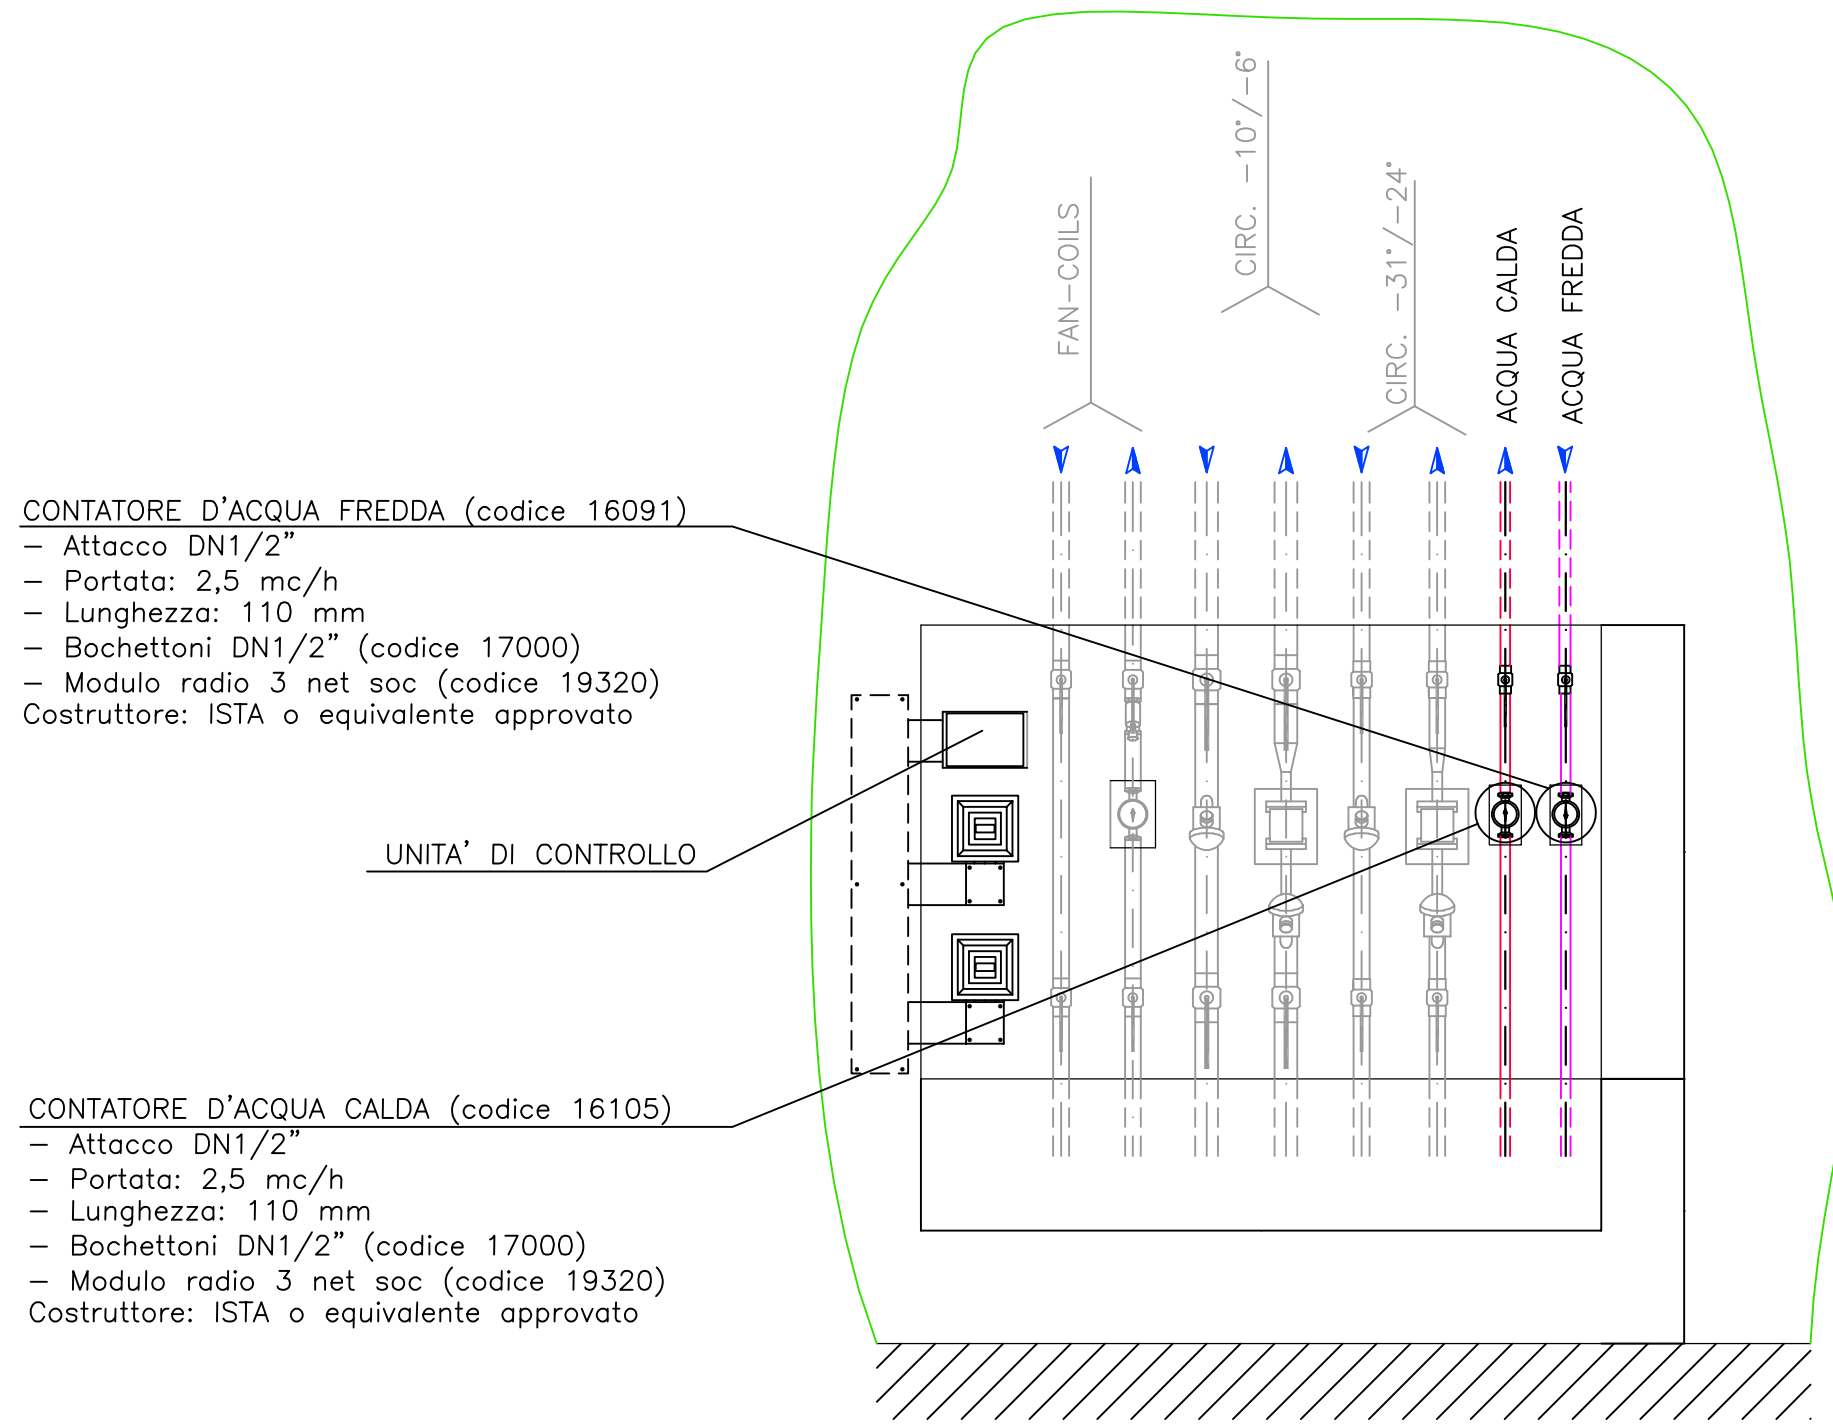 CIRC. -10°/-6°
CIRC. -31°/-24°
FAN-COILS
ACQUA CALDA
ACQUA FREDDA
CONTATORE D'ACQUA FREDDA (codice 16091)
- Attacco DN1/2"
- Portata: 2,5 mc/h
- Lunghezza: 110 mm
- Bochettoni DN1/2" (codice 17000)
- Modulo radio 3 net soc (codice 19320)
Costruttore: ISTA o equivalente approvato
UNITA' DI CONTROLLO
CONTATORE D'ACQUA CALDA (codice 16105)
- Attacco DN1/2"
- Portata: 2,5 mc/h
- Lunghezza: 110 mm
- Bochettoni DN1/2" (codice 17000)
- Modulo radio 3 net soc (codice 19320)
Costruttore: ISTA o equivalente approvato